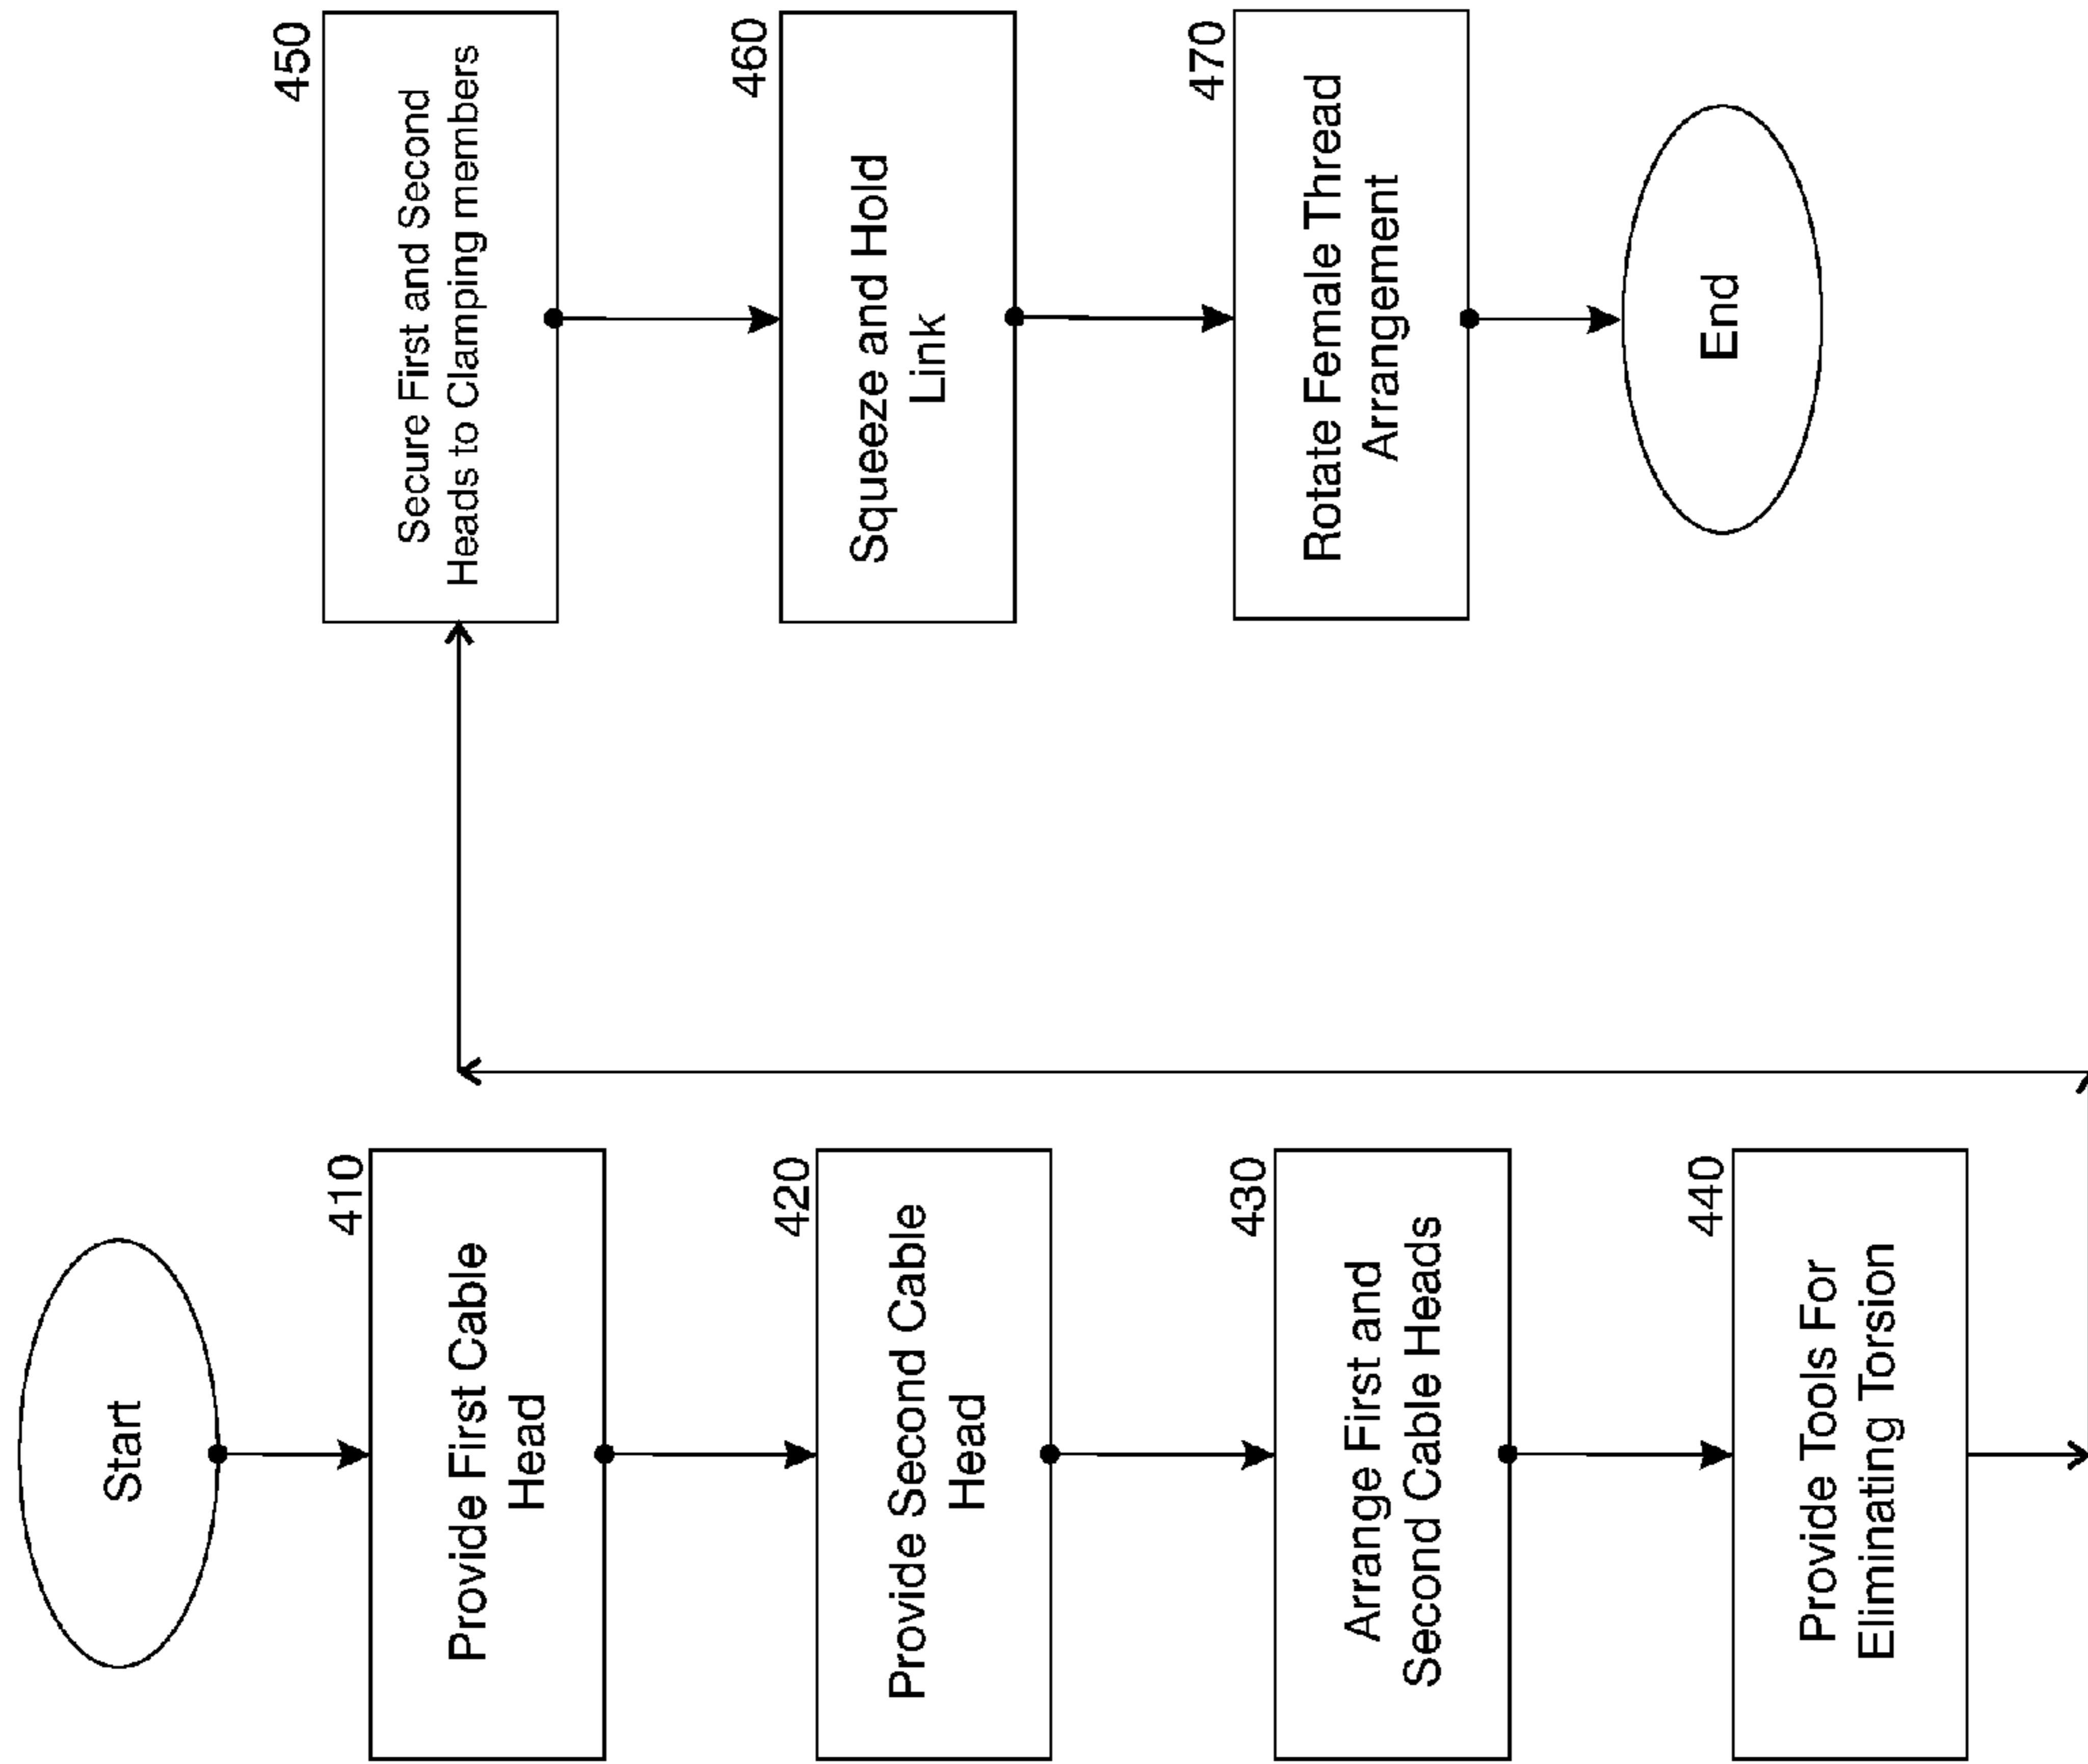 Start
410
Provide First Cable
Head
420
Provide Second Cable
Head
430
Arrange First and
Second Cable Heads
440
Provide Tools For
Eliminating Torsion
450
Secure First and Second
Heads to Clamping members
460
Squeeze and Hold
Link
470
Rotate Female Thread
Arrangement
End